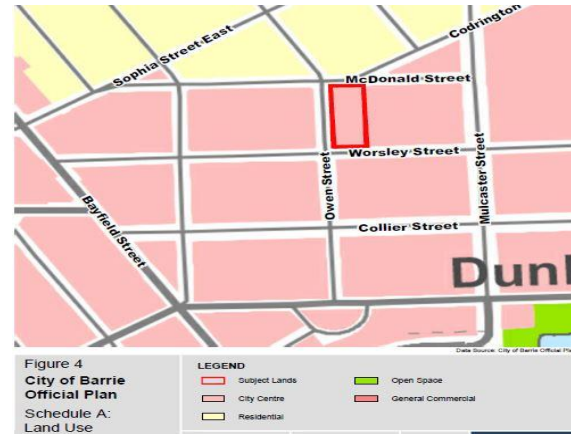 Sophia Street East
Codrington
McDonald Street
Worsley Street
Owen Street
Mulcaster Street
Bayfield Street
Collier Street
Dunl
Data Source: City of Barrie Official Pla
Figure 4
City of Barrie
Official Plan
Schedule A:
Land Use
LEGEND
Subject Lands
City Centre
Residential
Open Space
General Commercial